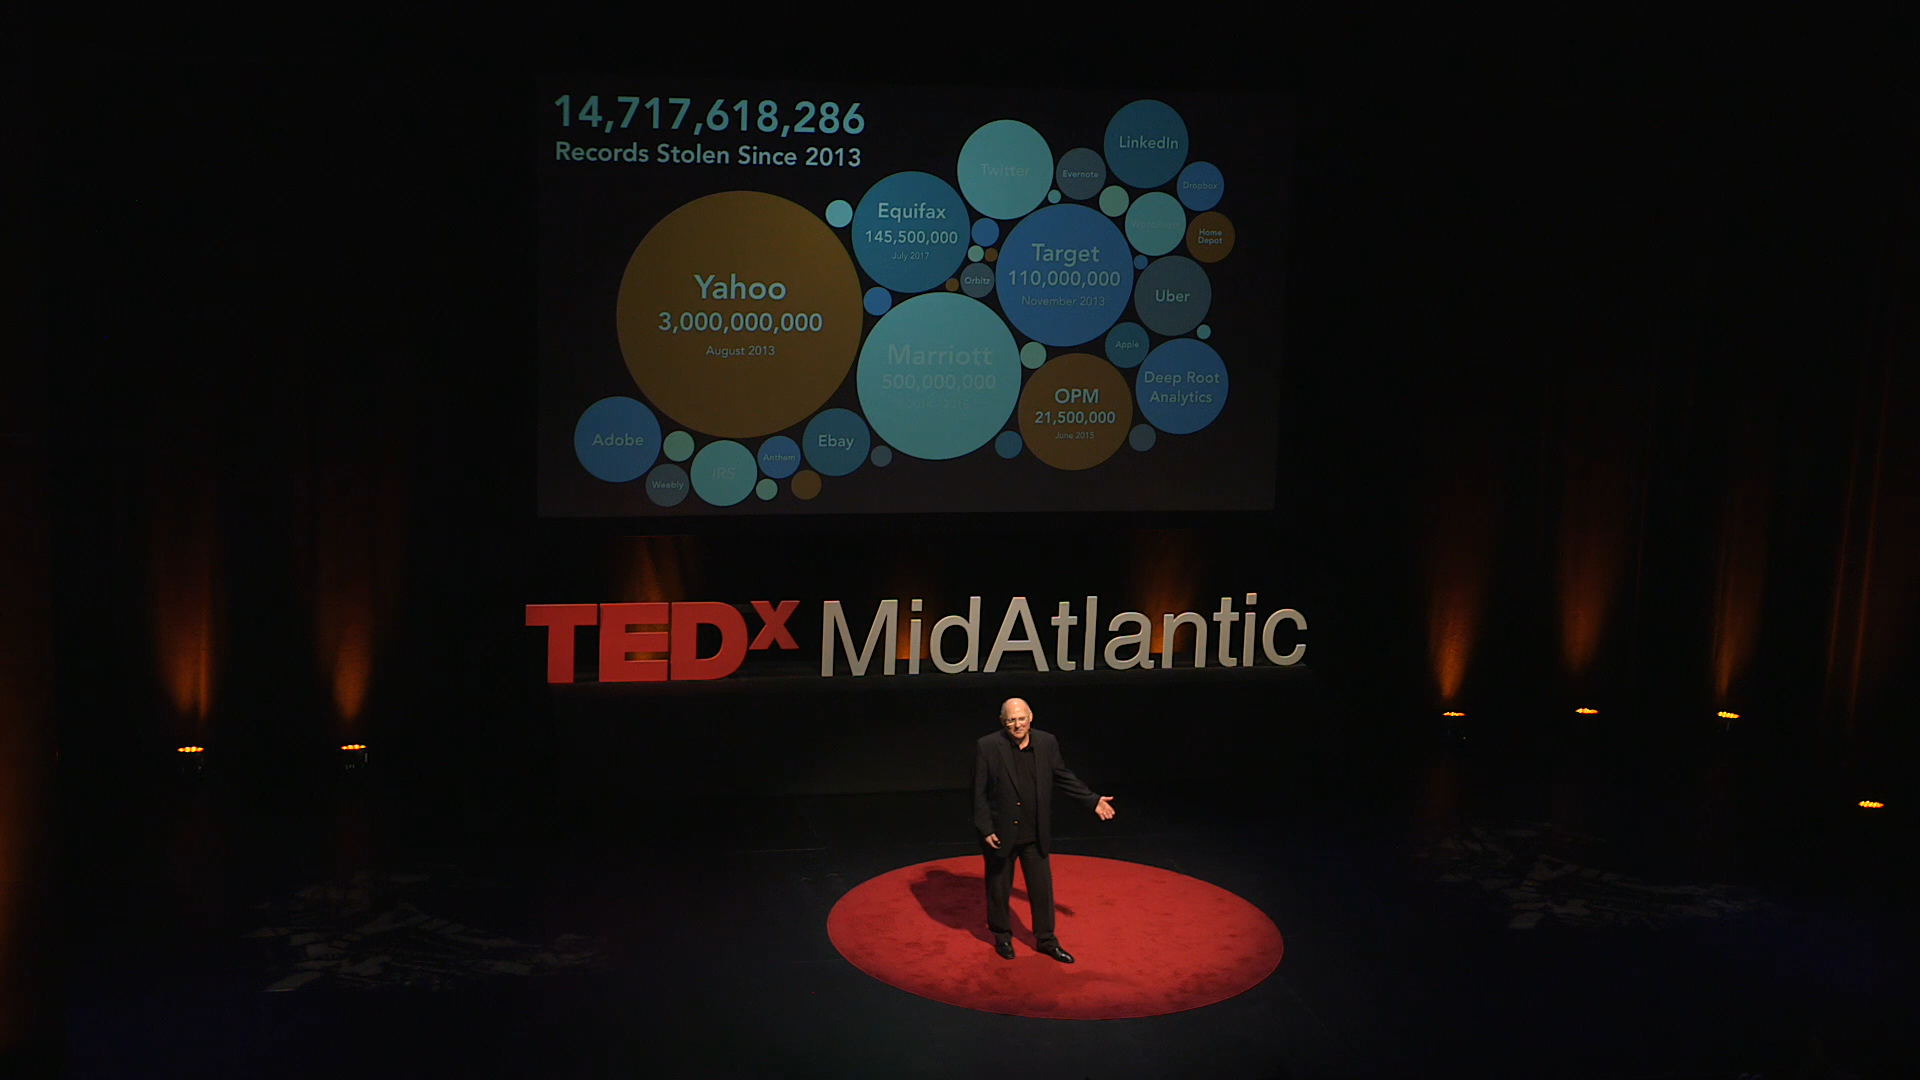 14,717,618,286
Records Stolen Since 2013
LinkedIn
Twitter
Evernote
Dropbox
Equifax
145,500,000
July 2017
Home
Depot
Target
110,000,000
November 2013
Orbitz
Uber
Yahoo
3,000,000,000
August 2013
Marriott
500,000,000
Apple
Deep Root
Analytics
OPM
21,500,000
June 2015
Adobe
Ebay
Anthem
IRS
Weebly
TEDx MidAtlantic